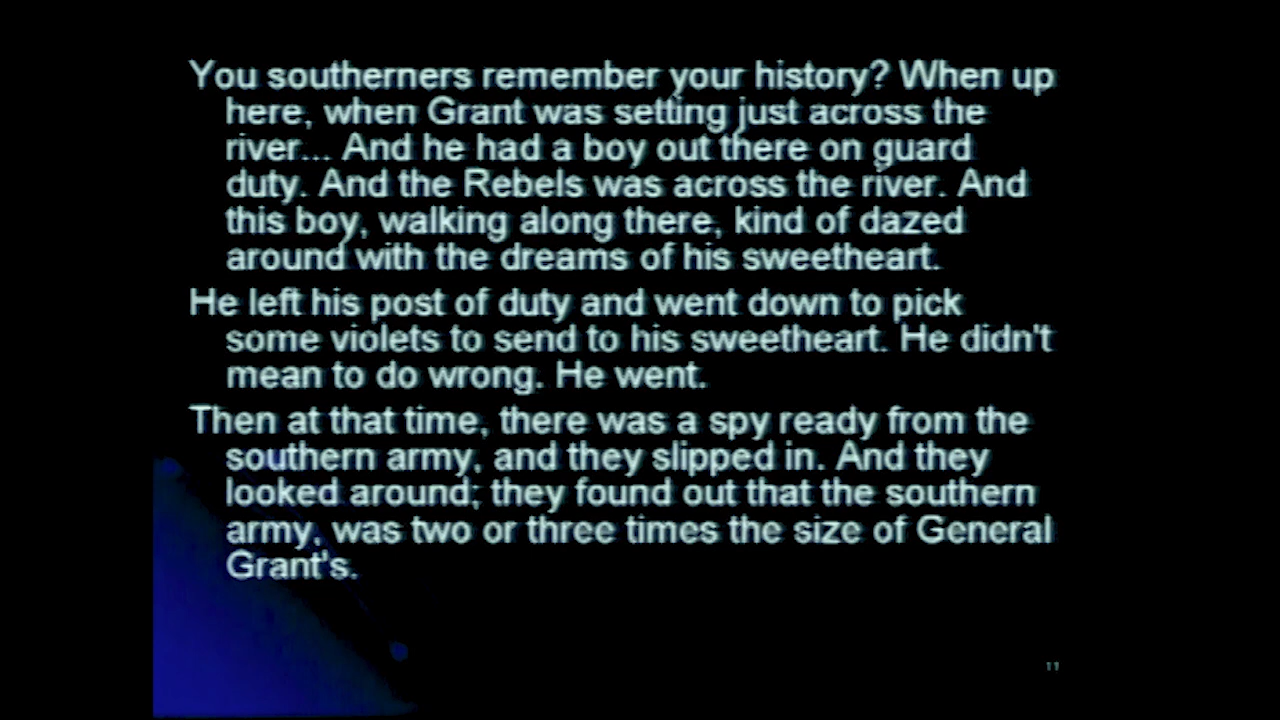 You southerners remember your history? When up
here, when Grant was setting just across the
river... And he had a boy out there on guard
duty. And the Rebels was across the river. And
this boy, walking along there, kind of dazed
around with the dreams of his sweetheart.
He left his post of duty and went down to pick
some violets to send to his sweetheart. He didn't
mean to do wrong. He went.
Then at that time, there was a spy ready from the
southern army, and they slipped in. And they
looked around; they found out that the southern
army, was two or three times the size of General
Grant's.
11